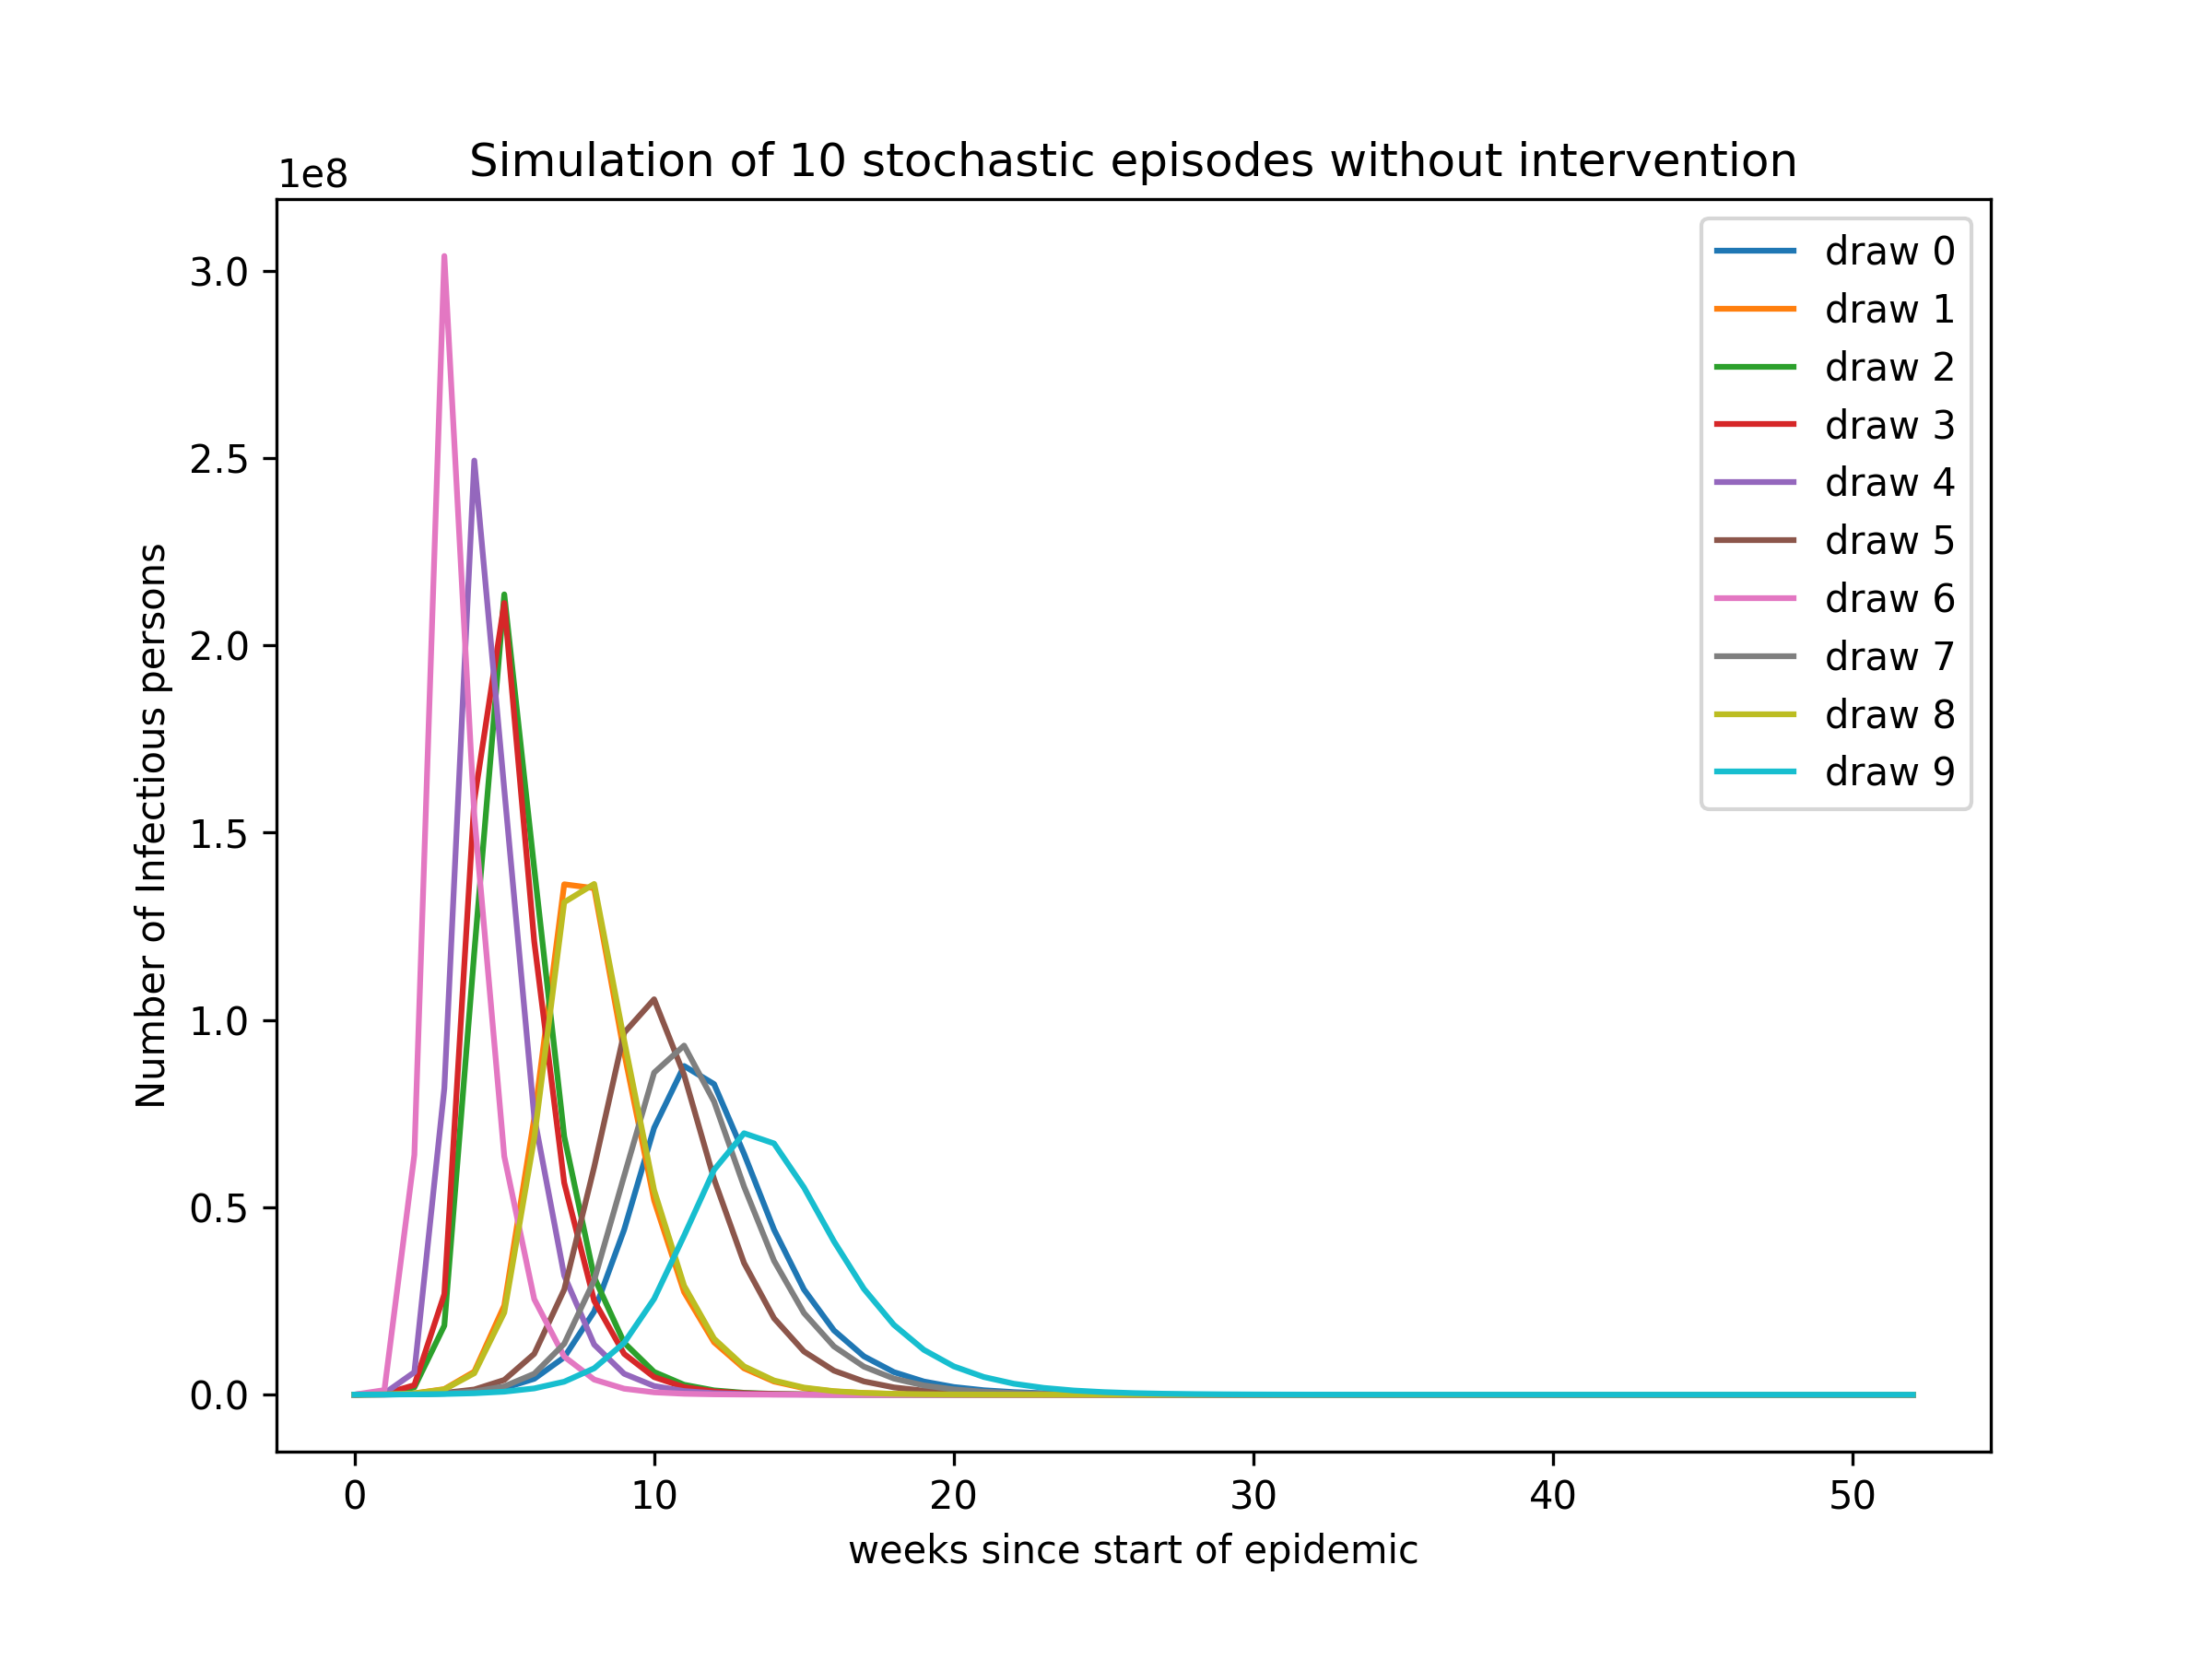 Simulation of 10 stochastic episodes without intervention
1e8
3.0
2.5
2.0
1.5
1.0
0.5
0.0
Number of Infectious persons
0 10 20 30 40 50
weeks since start of epidemic
draw 0
draw 1
draw 2
draw 3
draw 4
draw 5
draw 6
draw 7
draw 8
draw 9